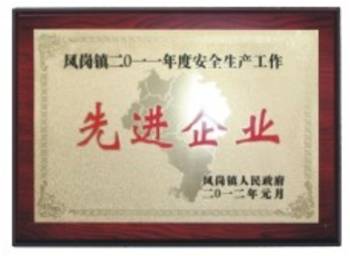 凤岗镇二〇一一年度安全生产工作
先进企业
凤岗镇人民政府
二〇一二年元月